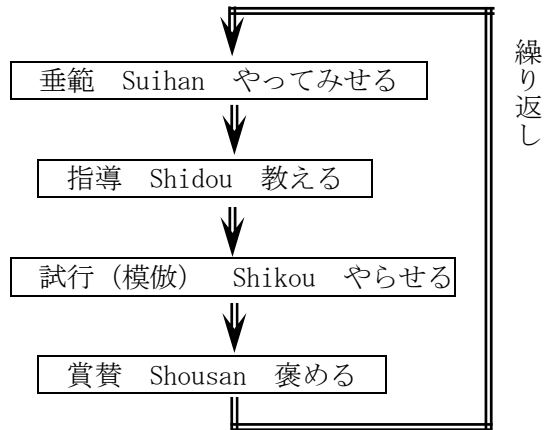 垂範　Suihan　やってみせる
指導　Shidou　教える
試行（模倣）　Shikou　やらせる
賞賛　Shousan　褒める
繰り返し